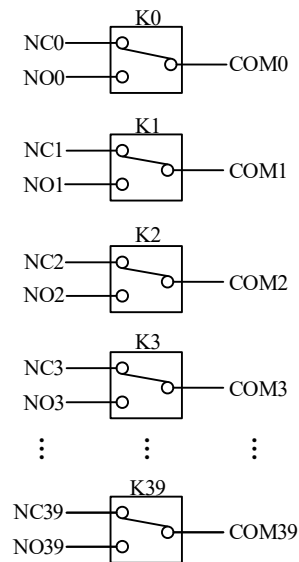 K0
NC0
COM0
NO0
K1
NC1
COM1
NO1
K2
NC2
COM2
NO2
K3
NC3
COM3
NO3
K39
NC39
COM39
NO39